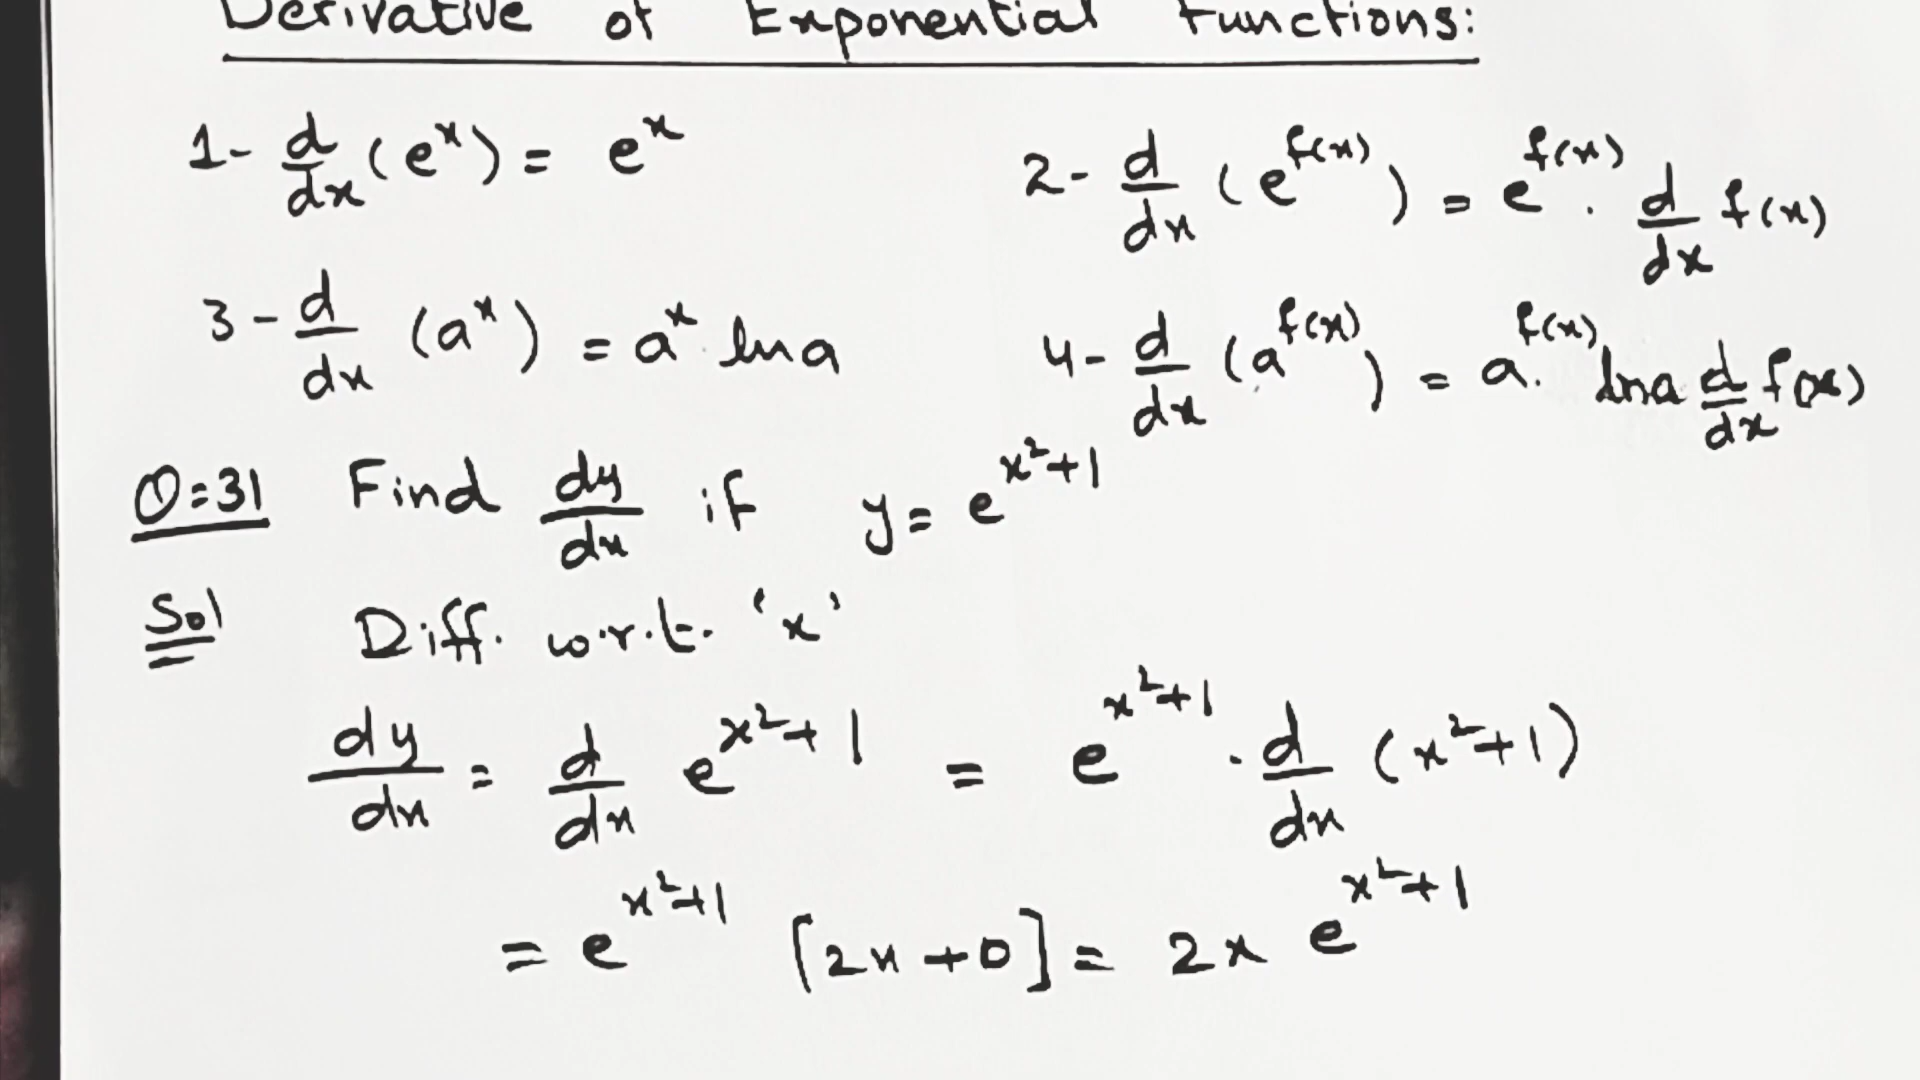 Derivative of Exponential Functions:
1- d/dx (e^x) = e^x
2- d/dx (e^f(x)) = e^f(x) . d/dx f(x)
3- d/dx (a^x) = a^x ln a
4- d/dx (a^f(x)) = a^f(x) . lna d/dx f(x)
Q=31 Find dy/dx if y = e^x²+1
Sol Diff. w.r.t. 'x'
dy/dx = d/dx e^x²+1 = e^x²+1 . d/dx (x²+1)
= e^x²+1 [2x+0] = 2x e^x²+1